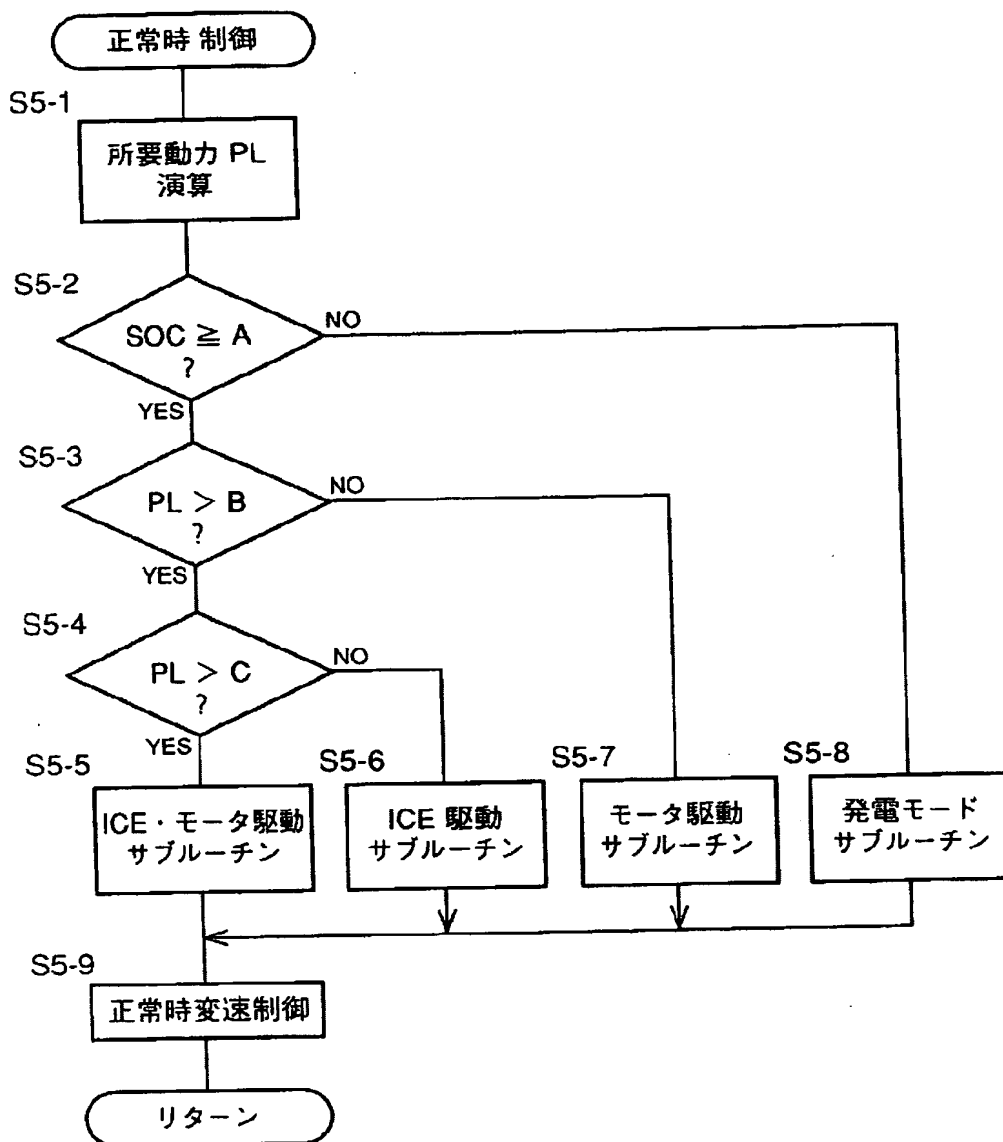 正常時 制御
S5-1
所要動力 PL
演算
S5-2
SOC ≧ A
?
NO
YES
S5-3
PL > B
?
NO
YES
S5-4
PL > C
?
NO
YES
S5-5
ICE・モータ駆動
サブルーチン
S5-6
ICE 駆動
サブルーチン
S5-7
モータ駆動
サブルーチン
S5-8
発電モード
サブルーチン
S5-9
正常時変速制御
リターン